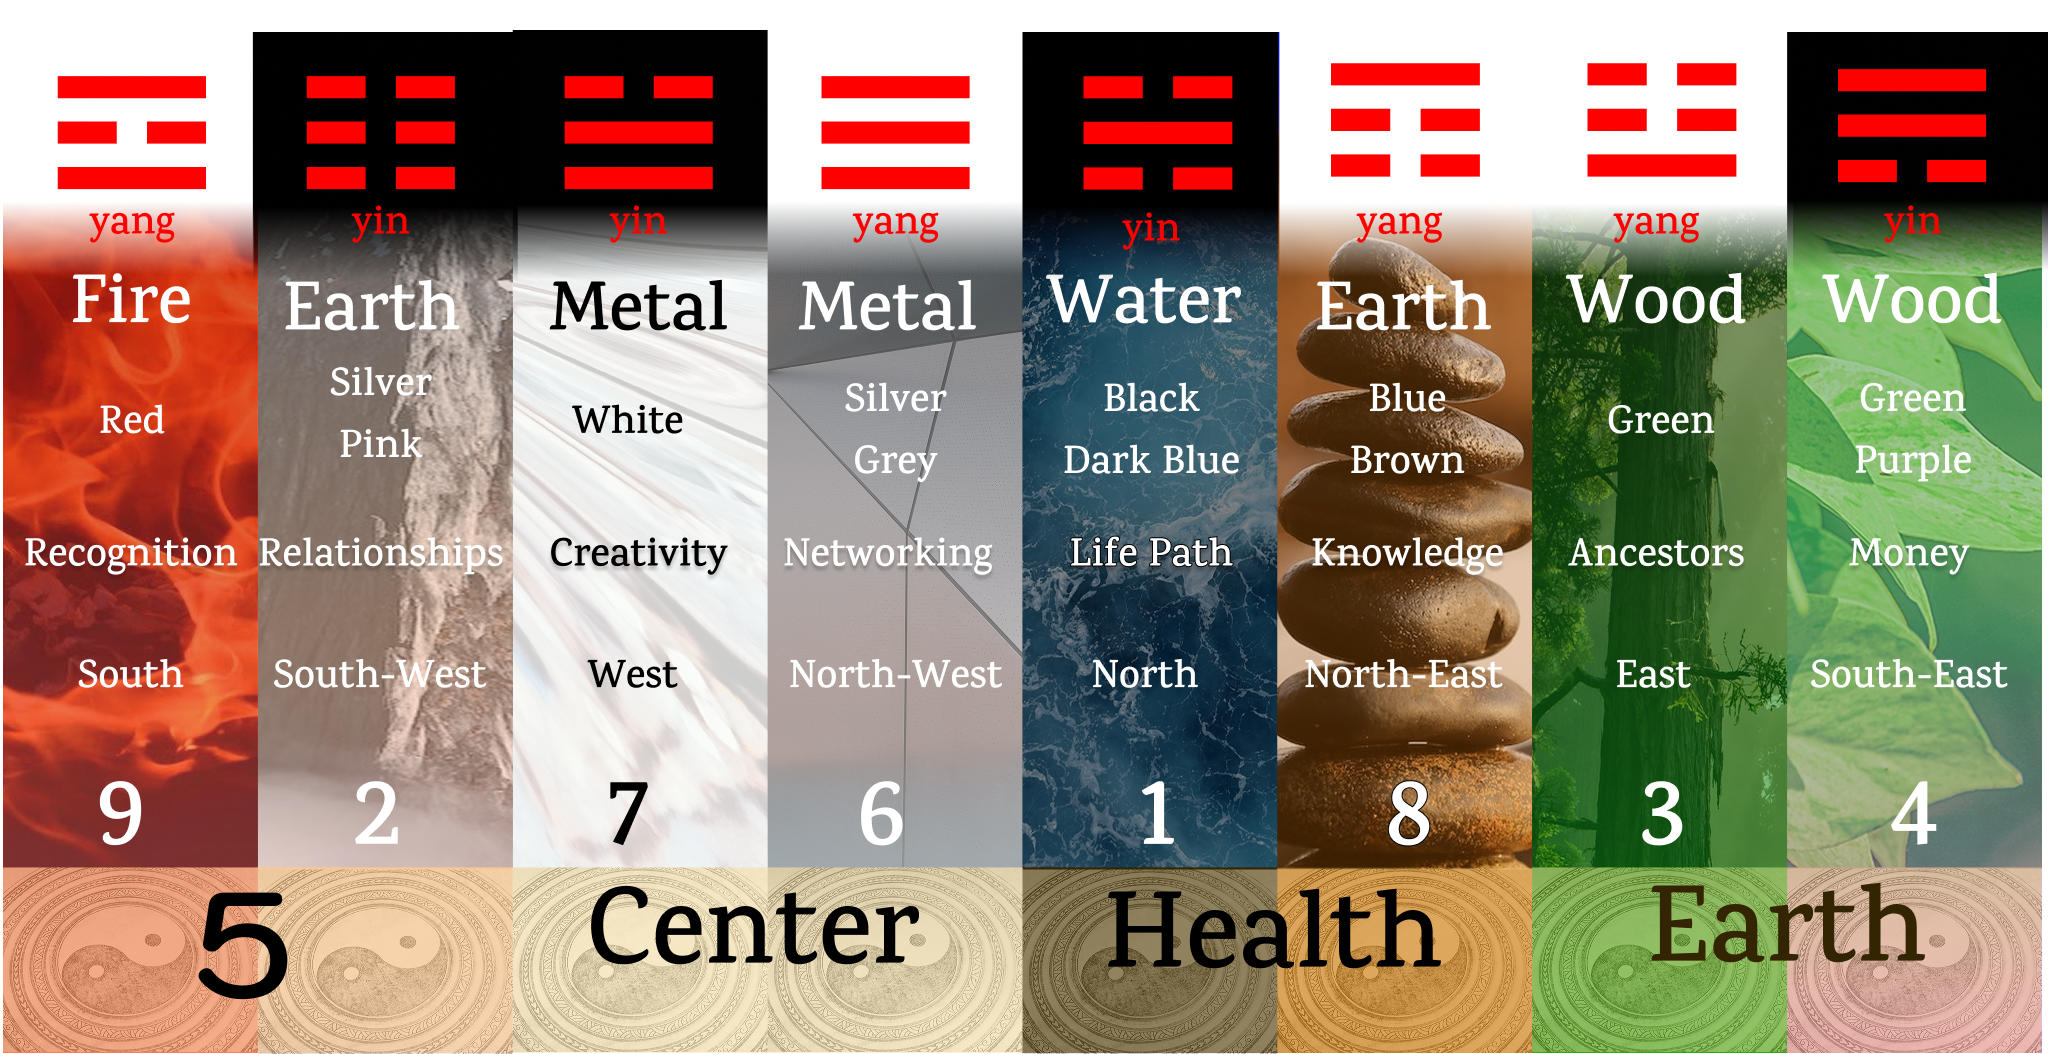 yang
Fire
Red
Recognition
South
9
yin
Earth
Silver
Pink
Relationships
South-West
2
yin
Metal
White
Creativity
West
7
yang
Metal
Silver
Grey
Networking
North-West
6
yin
Water
Black
Dark Blue
Life Path
North
1
yang
Earth
Blue
Brown
Knowledge
North-East
8
yang
Wood
Green
Ancestors
East
3
yin
Wood
Green
Purple
Money
South-East
4
5 Center Health Earth